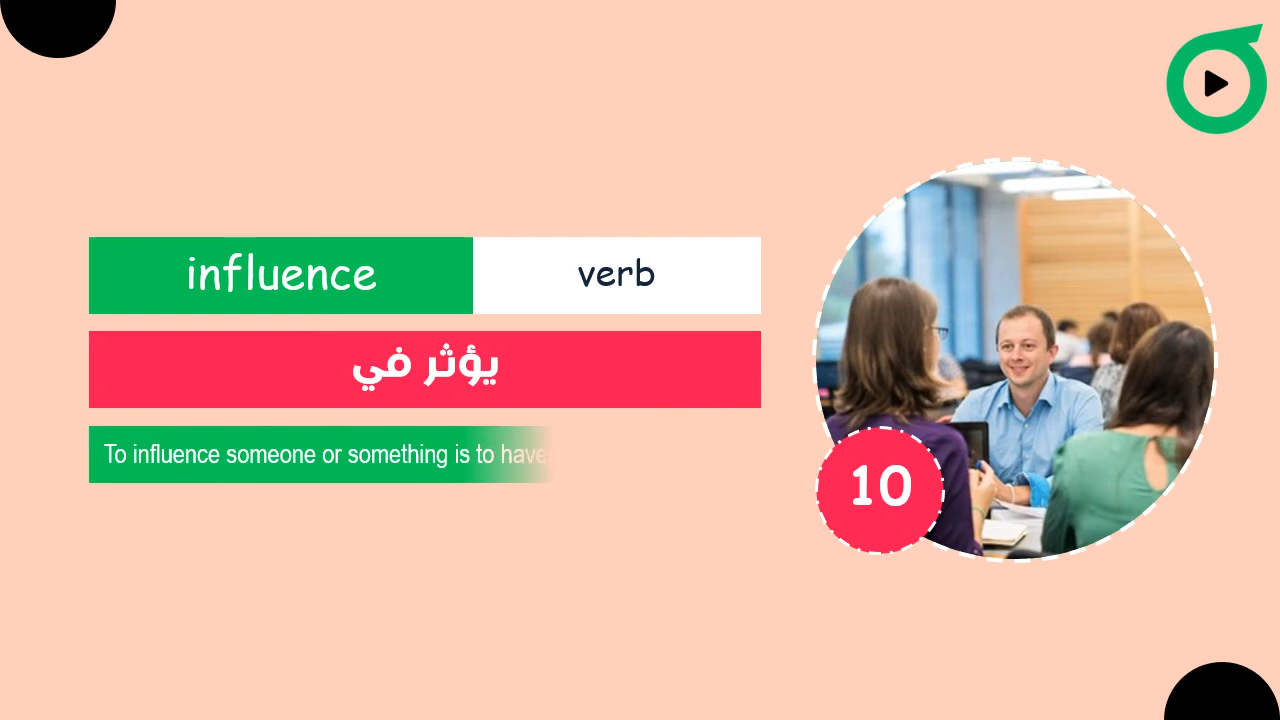 influence
verb
يؤثر في
To influence someone or something is to have
10